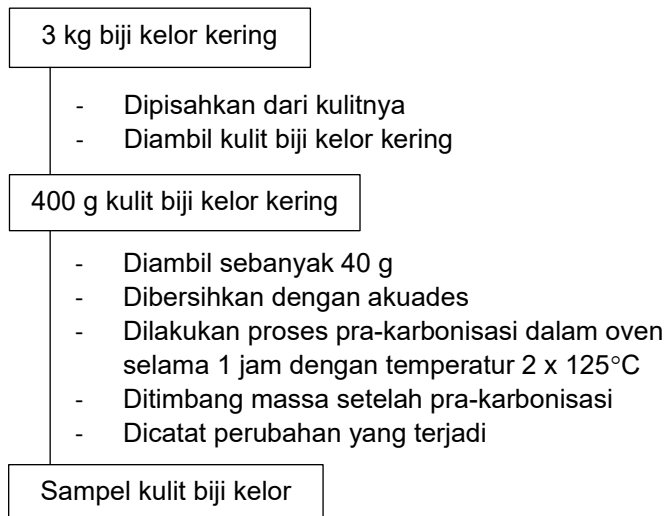 3 kg biji kelor kering
- Dipisahkan dari kulitnya
- Diambil kulit biji kelor kering
400 g kulit biji kelor kering
- Diambil sebanyak 40 g
- Dibersihkan dengan akuades
- Dilakukan proses pra-karbonisasi dalam oven
selama 1 jam dengan temperatur 2 x 125°C
- Ditimbang massa setelah pra-karbonisasi
- Dicatat perubahan yang terjadi
Sampel kulit biji kelor